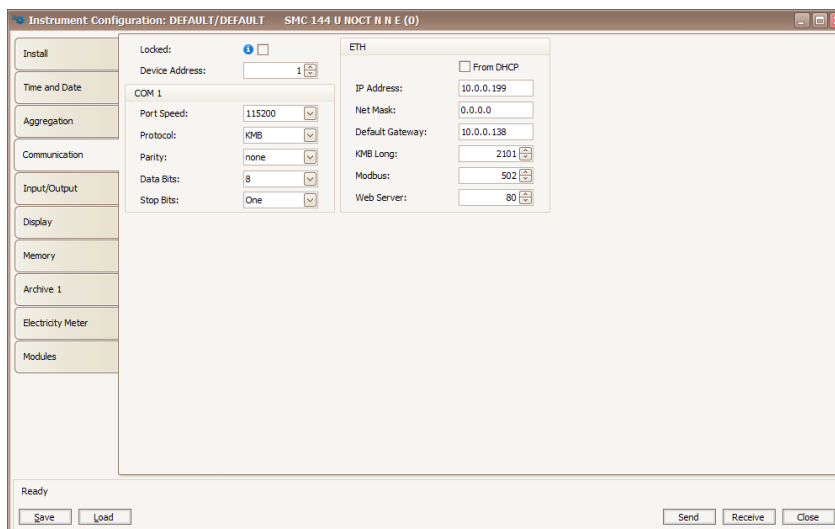 Instrument Configuration: DEFAULT/DEFAULT SMC 144 U NOCT N N E (0)
Install
Time and Date
Aggregation
Communication
Input/Output
Display
Memory
Archive 1
Electricity Meter
Modules
Locked:
Device Address: 1
COM 1
Port Speed: 115200
Protocol: KMB
Parity: none
Data Bits: 8
Stop Bits: One
ETH
From DHCP
IP Address: 10.0.0.199
Net Mask: 0.0.0.0
Default Gateway: 10.0.0.138
KMB Long: 2101
Modbus: 502
Web Server: 80
Ready
Save Load Send Receive Close